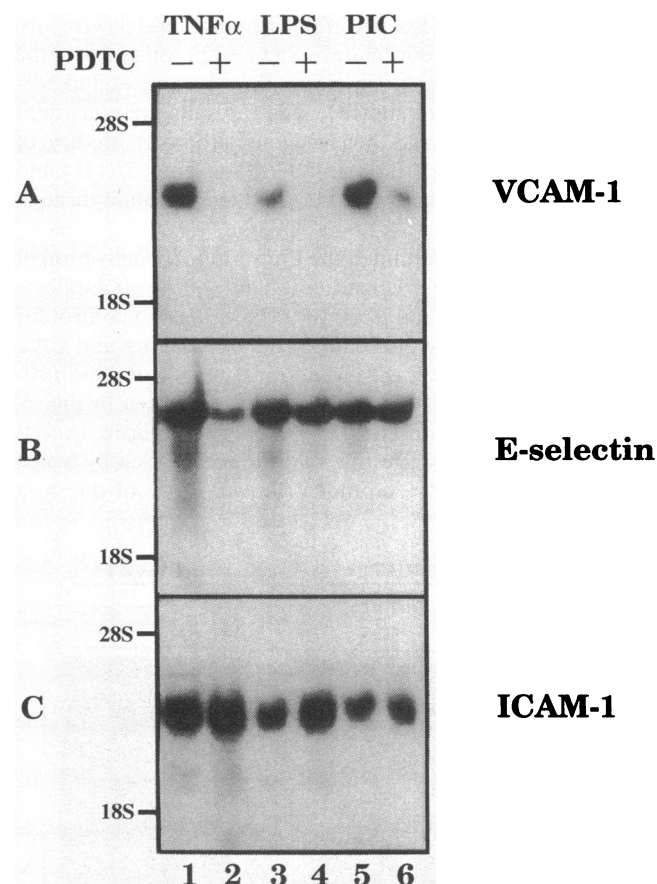 TNFα LPS PIC
PDTC − + − + − +
28S
A VCAM-1
18S
28S
B E-selectin
18S
28S
C ICAM-1
18S
1 2 3 4 5 6